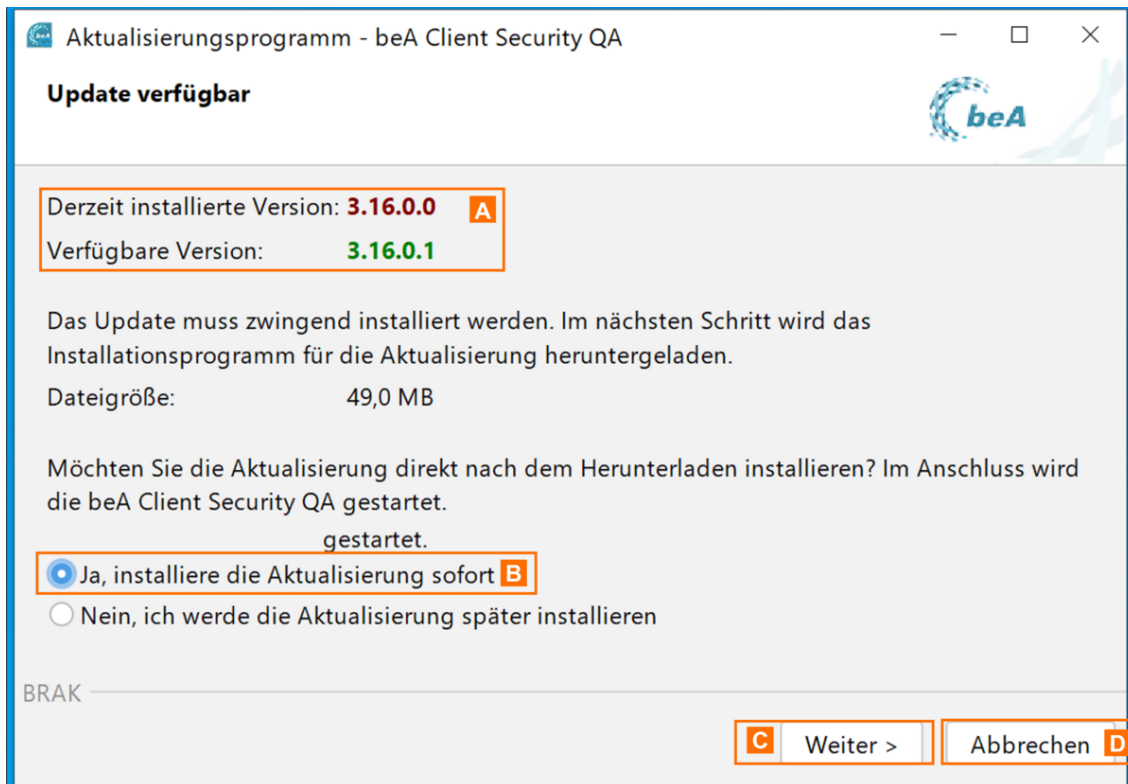 Aktualisierungsprogramm - beA Client Security QA
Update verfügbar
beA
Derzeit installierte Version: 3.16.0.0 A
Verfügbare Version: 3.16.0.1
Das Update muss zwingend installiert werden. Im nächsten Schritt wird das
Installationsprogramm für die Aktualisierung heruntergeladen.
Dateigröße: 49,0 MB
Möchten Sie die Aktualisierung direkt nach dem Herunterladen installieren? Im Anschluss wird
die beA Client Security QA gestartet.
gestartet.
Ja, installiere die Aktualisierung sofort B
Nein, ich werde die Aktualisierung später installieren
BRAK
C Weiter > Abbrechen D